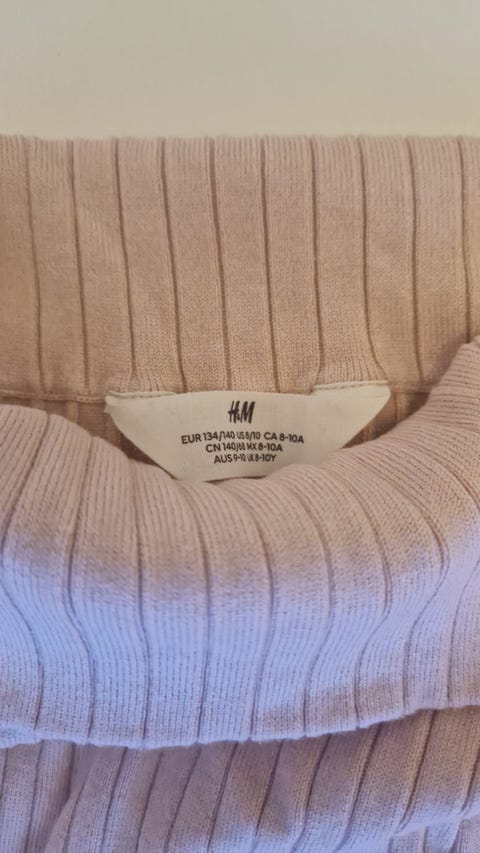 H&M
EUR 134/140 US 8/10 CA 8-10A
CN 140/68 MX 8-10A
AUS 9-10 UK 8-10Y